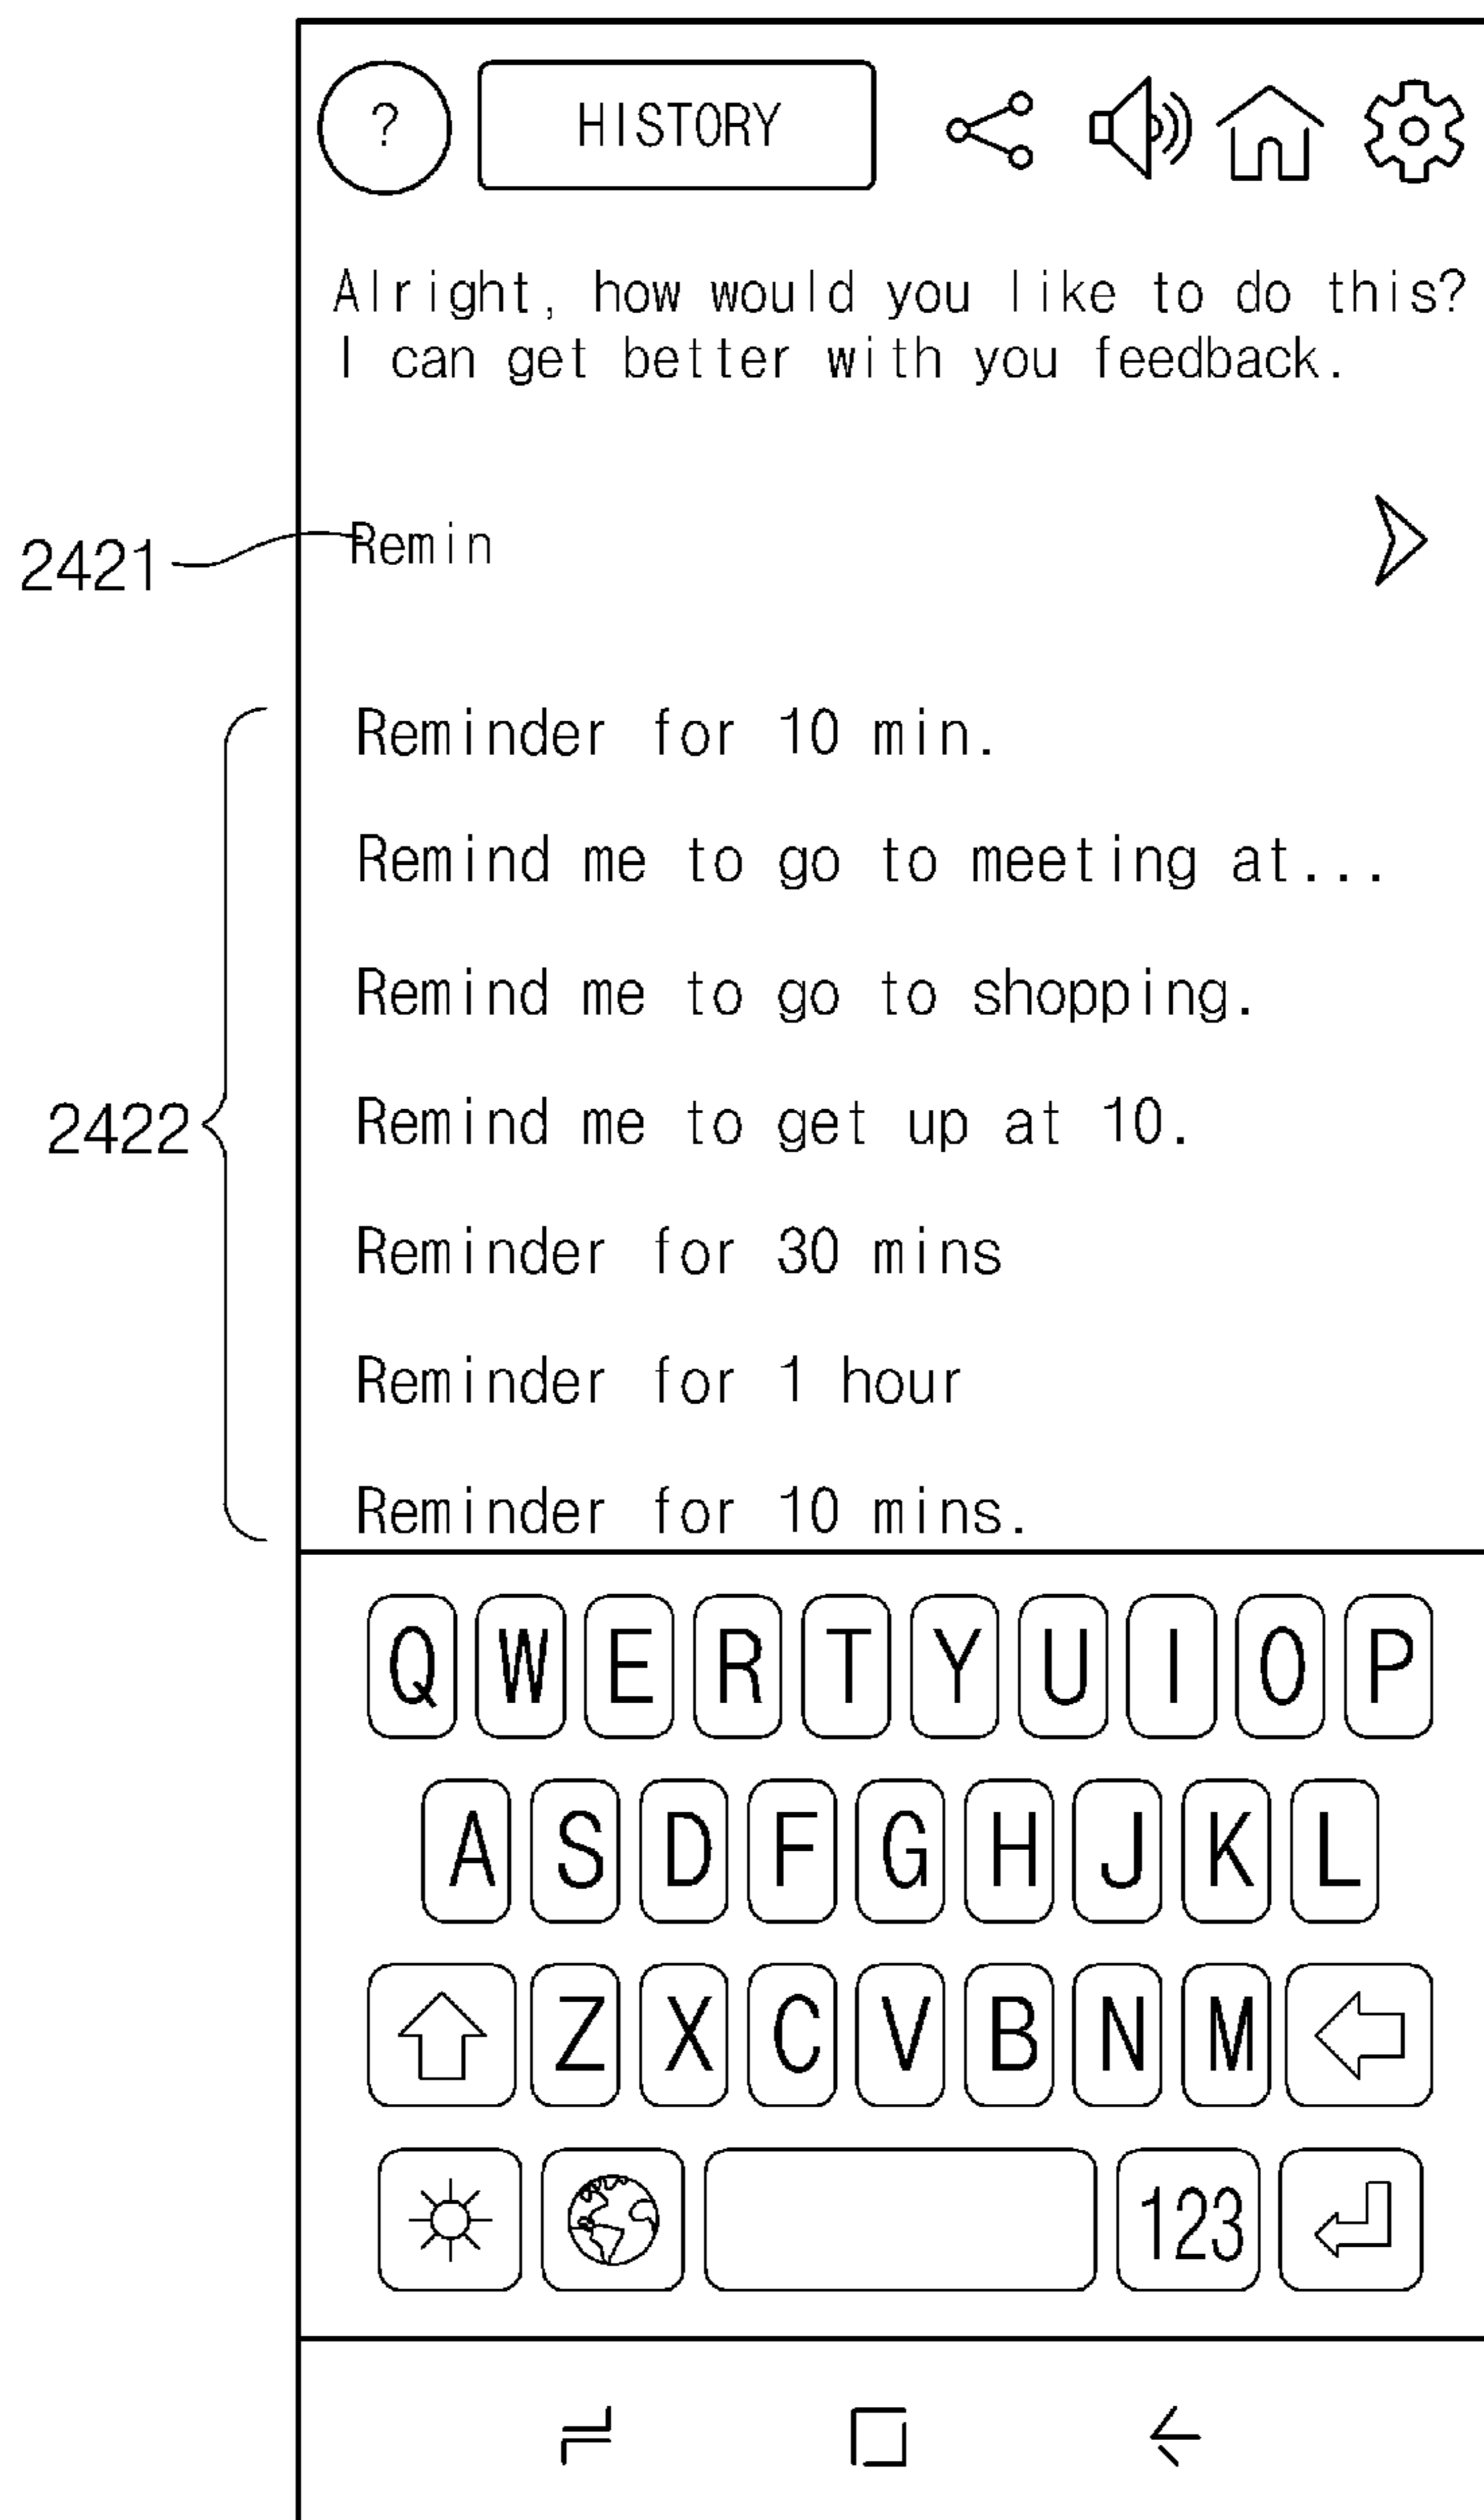 ? HISTORY
Alright, how would you like to do this?
I can get better with you feedback.
2421 Remin
Reminder for 10 min.
Remind me to go to meeting at...
Remind me to go to shopping.
2422 Remind me to get up at 10.
Reminder for 30 mins
Reminder for 1 hour
Reminder for 10 mins.
Q W E R T Y U I O P
A S D F G H J K L
Z X C V B N M
123